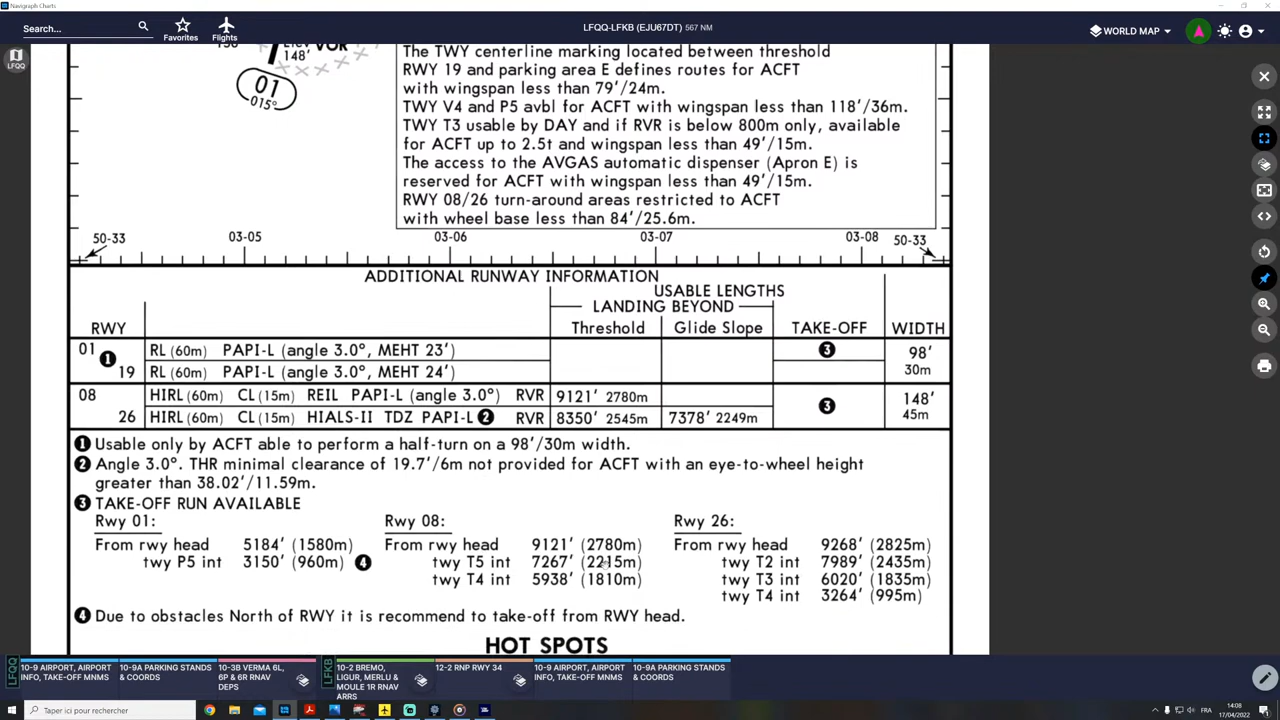 Navigraph Charts
Search...
Favorites
Flights
LFQQ-LFKB (EJU67DT) 567 NM
WORLD MAP
LFQQ
VOR
148'
01
015°
The TWY centerline marking located between threshold
RWY 19 and parking area E defines routes for ACFT
with wingspan less than 79'/24m.
TWY V4 and P5 avbl for ACFT with wingspan less than 118'/36m.
TWY T3 usable by DAY and if RVR is below 800m only, available
for ACFT up to 2.5t and wingspan less than 49'/15m.
The access to the AVGAS automatic dispenser (Apron E) is
reserved for ACFT with wingspan less than 49'/15m.
RWY 08/26 turn-around areas restricted to ACFT
with wheel base less than 84'/25.6m.
50-33 03-05 03-06 03-07 03-08 50-33
ADDITIONAL RUNWAY INFORMATION
USABLE LENGTHS
LANDING BEYOND
RWY Threshold Glide Slope TAKE-OFF WIDTH
01 1 RL (60m) PAPI-L (angle 3.0°, MEHT 23') 3 98'
19 RL (60m) PAPI-L (angle 3.0°, MEHT 24') 30m
08 HIRL (60m) CL (15m) REIL PAPI-L (angle 3.0°) RVR 9121' 2780m 3 148'
26 HIRL (60m) CL (15m) HIALS-II TDZ PAPI-L 2 RVR 8350' 2545m 7378' 2249m 45m
1 Usable only by ACFT able to perform a half-turn on a 98'/30m width.
2 Angle 3.0°. THR minimal clearance of 19.7'/6m not provided for ACFT with an eye-to-wheel height
greater than 38.02'/11.59m.
3 TAKE-OFF RUN AVAILABLE
Rwy 01: Rwy 08: Rwy 26:
From rwy head 5184' (1580m) From rwy head 9121' (2780m) From rwy head 9268' (2825m)
twy P5 int 3150' (960m) 4 twy T5 int 7267' (2215m) twy T2 int 7989' (2435m)
twy T4 int 5938' (1810m) twy T3 int 6020' (1835m)
twy T4 int 3264' (995m)
4 Due to obstacles North of RWY it is recommend to take-off from RWY head.
HOT SPOTS
LFQQ
10-9 AIRPORT, AIRPORT
INFO, TAKEOFF MNMS
10-9A PARKING STANDS
& COORDS
10-3B VERMA 6L,
6P & 6R RNAV
DEPS
LFKB
10-2 BREMO,
LIGUR, MERLU &
MOULE 1R RNAV
ARRS
12-2 RNP RWY 34
10-9 AIRPORT, AIRPORT
INFO, TAKEOFF MNMS
10-9A PARKING STANDS
& COORDS
Taper ici pour rechercher
FRA
14:08
17/04/2022